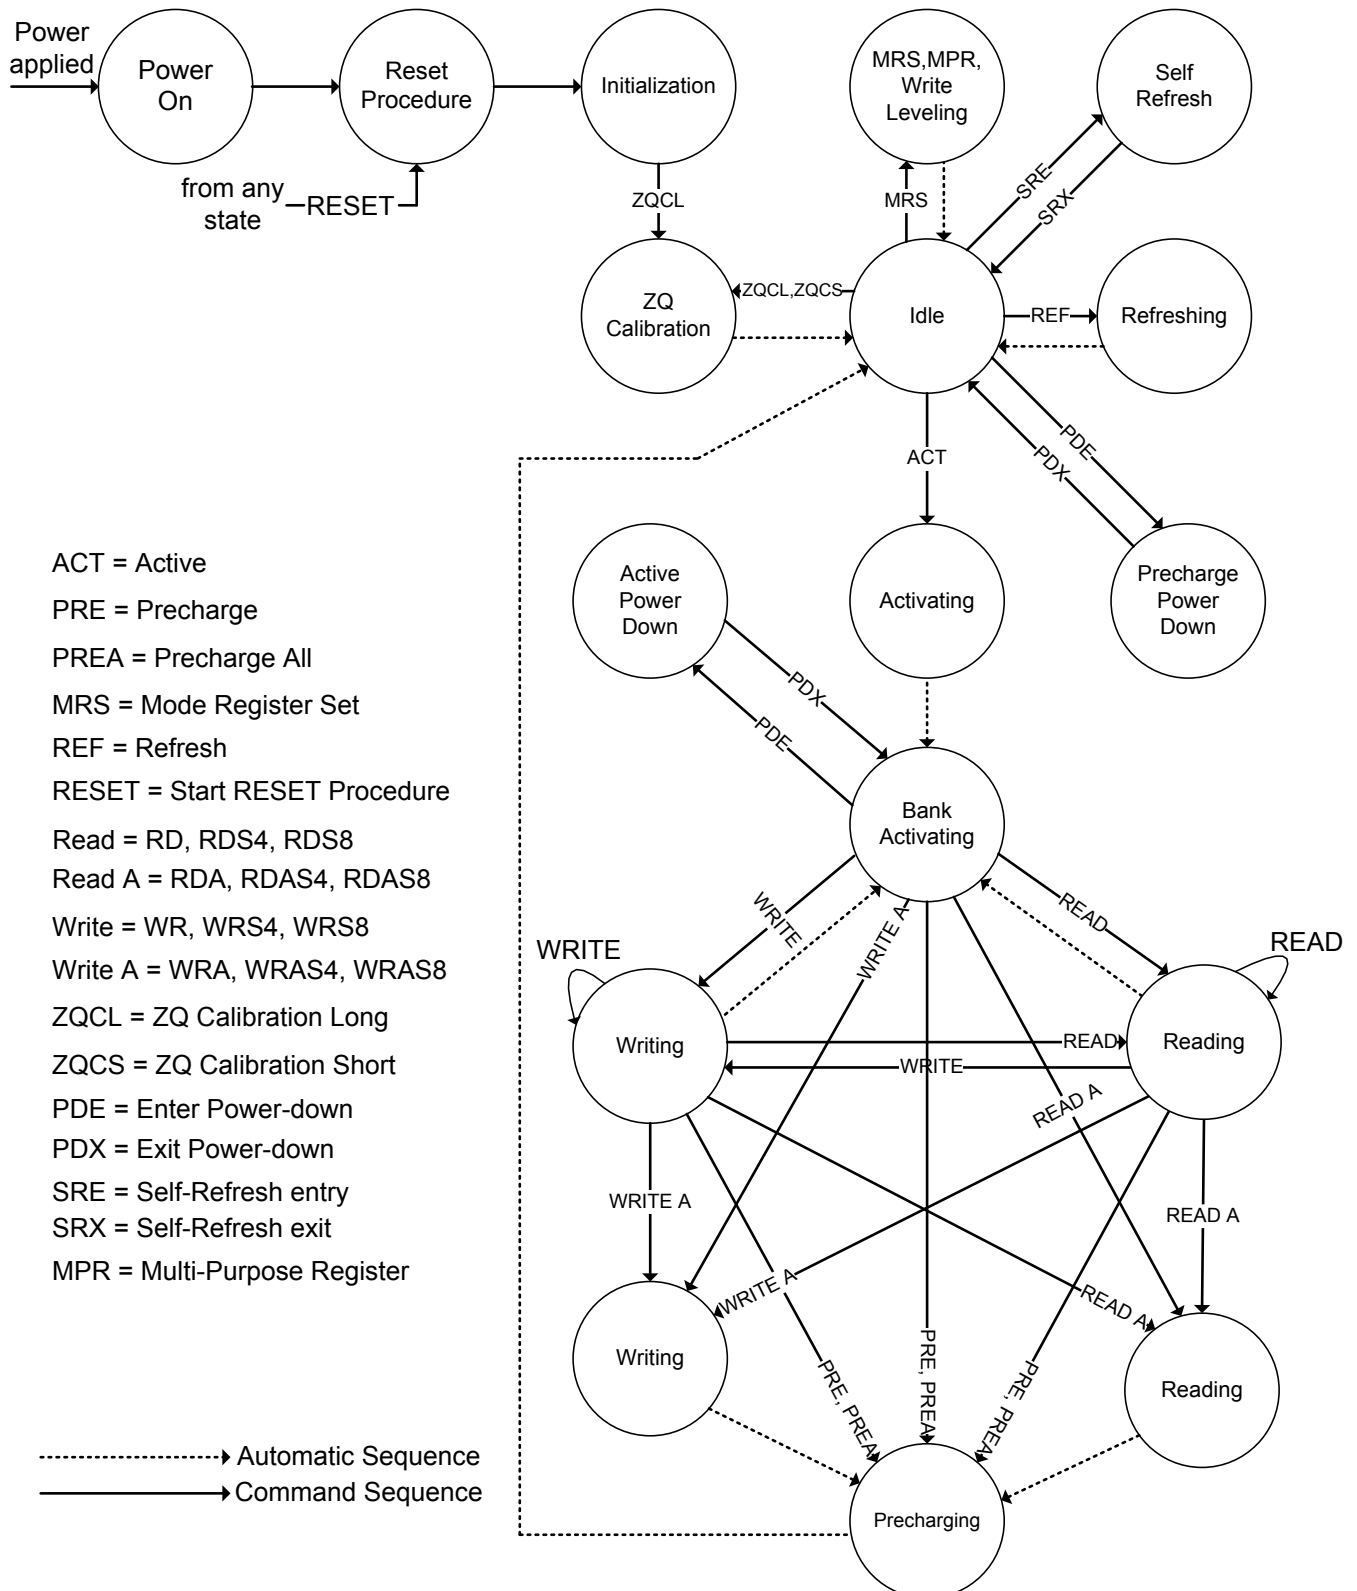 Power
applied
Power
On
Reset
Procedure
Initialization
MRS,MPR,
Write
Leveling
Self
Refresh
from any
state
RESET
ZQCL
MRS
SRE
SRX
ZQ
Calibration
ZQCL,ZQCS
Idle
REF
Refreshing
ACT
PDE
PDX
Active
Power
Down
Activating
Precharge
Power
Down
PDX
PDE
Bank
Activating
ACT = Active
PRE = Precharge
PREA = Precharge All
MRS = Mode Register Set
REF = Refresh
RESET = Start RESET Procedure
Read = RD, RDS4, RDS8
Read A = RDA, RDAS4, RDAS8
Write = WR, WRS4, WRS8
Write A = WRA, WRAS4, WRAS8
ZQCL = ZQ Calibration Long
ZQCS = ZQ Calibration Short
PDE = Enter Power-down
PDX = Exit Power-down
SRE = Self-Refresh entry
SRX = Self-Refresh exit
MPR = Multi-Purpose Register
WRITE
WRITE
WRITE A
READ
READ
Writing
READ
WRITE
Reading
READ A
WRITE A
READ A
WRITE A
READ A
Writing
PRE, PREA
PRE, PREA
PRE, PREA
Reading
Precharging
Automatic Sequence
Command Sequence